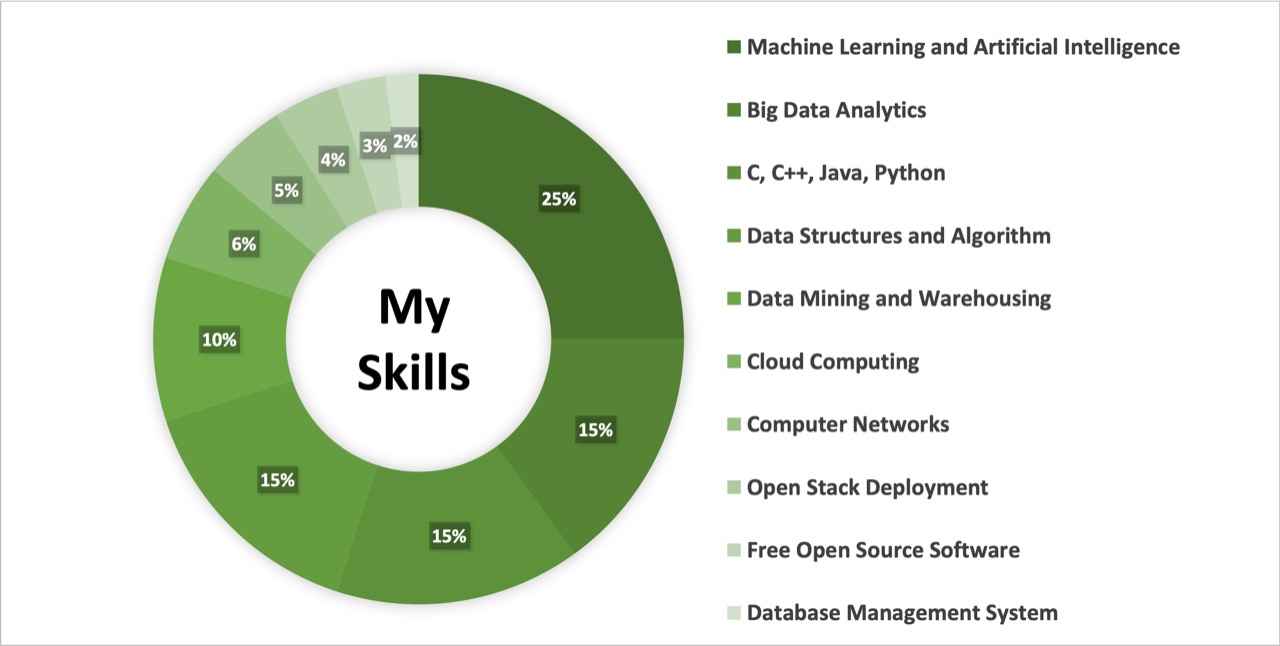 My
Skills
25%
15%
15%
15%
10%
6%
5%
4%
3%
2%
Machine Learning and Artificial Intelligence
Big Data Analytics
C, C++, Java, Python
Data Structures and Algorithm
Data Mining and Warehousing
Cloud Computing
Computer Networks
Open Stack Deployment
Free Open Source Software
Database Management System